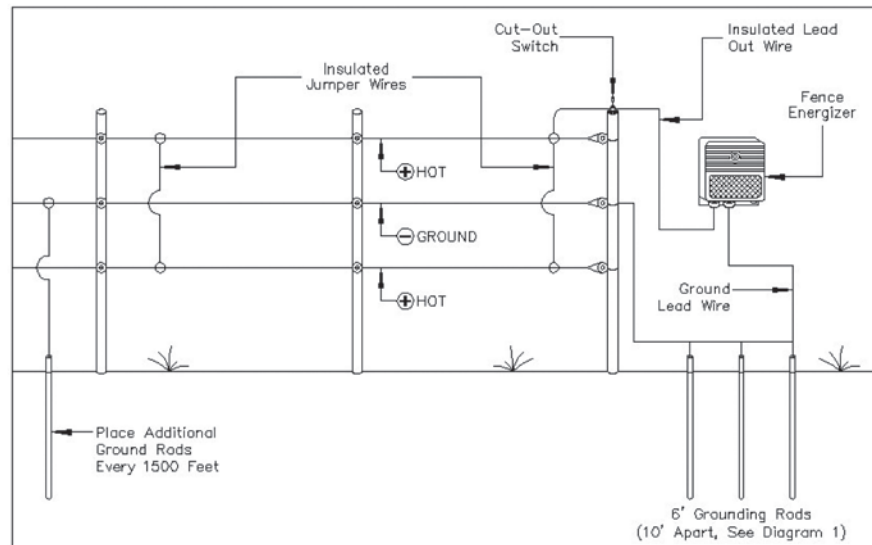 Cut-Out
Switch
Insulated Lead
Out Wire
Insulated
Jumper Wires
Fence
Energizer
+ HOT
− GROUND
+ HOT
Ground
Lead Wire
Place Additional
Ground Rods
Every 1500 Feet
6' Grounding Rods
(10' Apart, See Diagram 1)